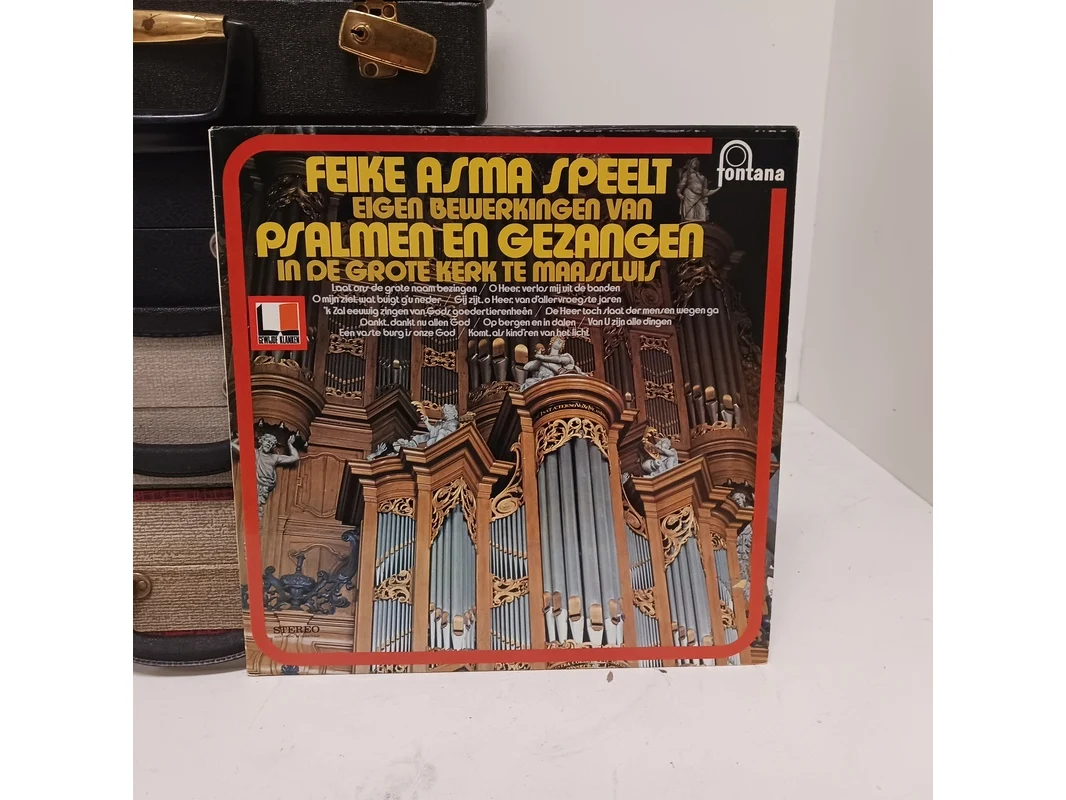 FEIKE ASMA SPEELT
fontana
EIGEN BEWERKINGEN VAN
PSALMEN EN GEZANGEN
IN DE GROTE KERK TE MAASSLUIS
Laat ons de grote naam bezingen / O Heer, verlos mij uit de banden
O mijn ziel, wat buigt g'u neder / Gij zijt, o Heer, van d'allervroegste jaren
'k Zal eeuwig zingen van Gods goedertierenheên / De Heer toch slaat der mensen wegen ga
Dankt, dankt nu allen God / Op bergen en in dalen / Van U zijn alle dingen
Een vaste burg is onze God / Komt, als kind'ren van het licht
GEWIJDE KLANKEN
STEREO